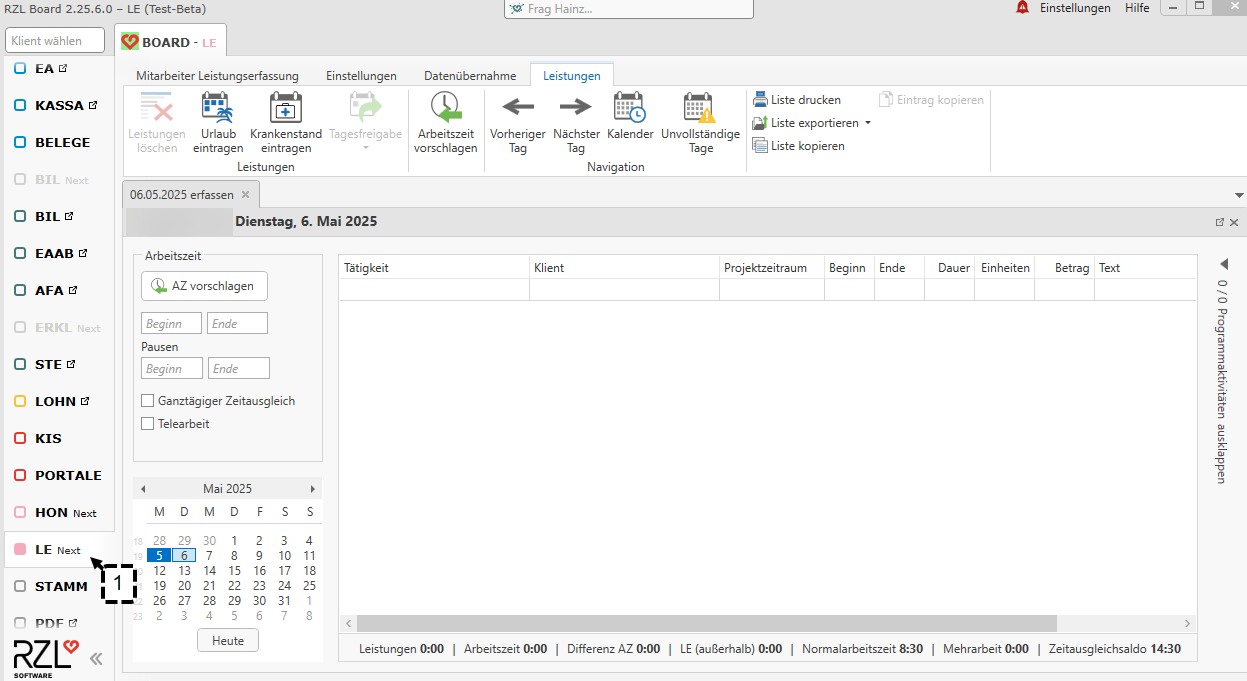 RZL Board 2.25.6.0 – LE (Test-Beta)
Frag Hainz...
Einstellungen Hilfe
Klient wählen
BOARD - LE
EA
KASSA
BELEGE
BIL Next
BIL
EAAB
AFA
ERKL Next
STE
LOHN
KIS
PORTALE
HON Next
LE Next
1
STAMM
PDF
RZL
SOFTWARE
Mitarbeiter Leistungserfassung Einstellungen Datenübernahme Leistungen
Leistungen löschen
Urlaub eintragen
Krankenstand eintragen
Tagesfreigabe
Leistungen
Arbeitszeit vorschlagen
Vorheriger Tag
Nächster Tag
Kalender
Unvollständige Tage
Navigation
Liste drucken
Liste exportieren
Liste kopieren
Eintrag kopieren
06.05.2025 erfassen
Dienstag, 6. Mai 2025
Arbeitszeit
AZ vorschlagen
Beginn Ende
Pausen
Beginn Ende
Ganztägiger Zeitausgleich
Telearbeit
Mai 2025
M D M D F S S
18 28 29 30 1 2 3 4
19 5 6 7 8 9 10 11
12 13 14 15 16 17 18
19 20 21 22 23 24 25
22 26 27 28 29 30 31 1
23 2 3 4 5 6 7 8
Heute
Tätigkeit Klient Projektzeitraum Beginn Ende Dauer Einheiten Betrag Text
0 / 0 Programmaktivitäten ausklappen
Leistungen 0:00 | Arbeitszeit 0:00 | Differenz AZ 0:00 | LE (außerhalb) 0:00 | Normalarbeitszeit 8:30 | Mehrarbeit 0:00 | Zeitausgleichsaldo 14:30